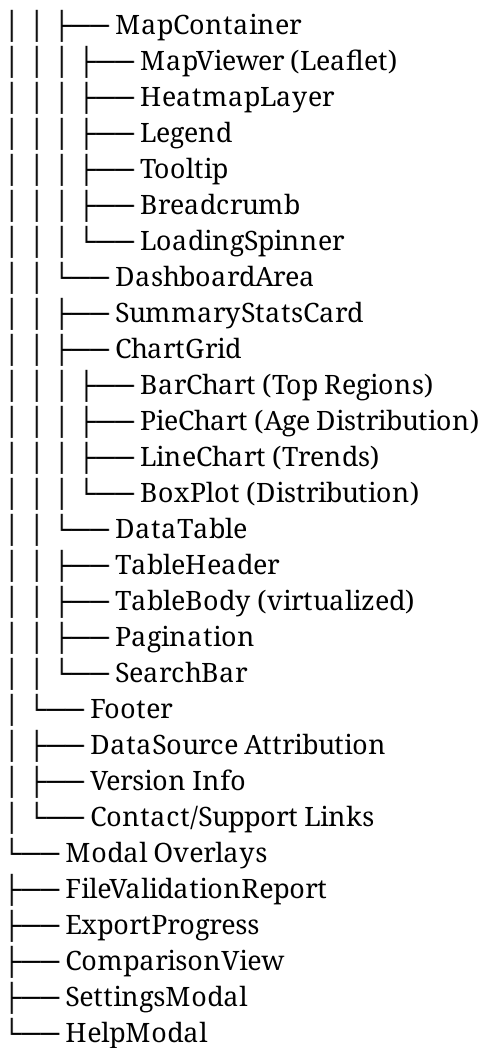 │ │ ├── MapContainer
│ │ │ ├── MapViewer (Leaflet)
│ │ │ ├── HeatmapLayer
│ │ │ ├── Legend
│ │ │ ├── Tooltip
│ │ │ ├── Breadcrumb
│ │ │ └── LoadingSpinner
│ │ └── DashboardArea
│ │ ├── SummaryStatsCard
│ │ ├── ChartGrid
│ │ │ ├── BarChart (Top Regions)
│ │ │ ├── PieChart (Age Distribution)
│ │ │ ├── LineChart (Trends)
│ │ │ └── BoxPlot (Distribution)
│ │ └── DataTable
│ │ ├── TableHeader
│ │ ├── TableBody (virtualized)
│ │ ├── Pagination
│ │ └── SearchBar
│ └── Footer
│ ├── DataSource Attribution
│ ├── Version Info
│ └── Contact/Support Links
└── Modal Overlays
├── FileValidationReport
├── ExportProgress
├── ComparisonView
├── SettingsModal
└── HelpModal